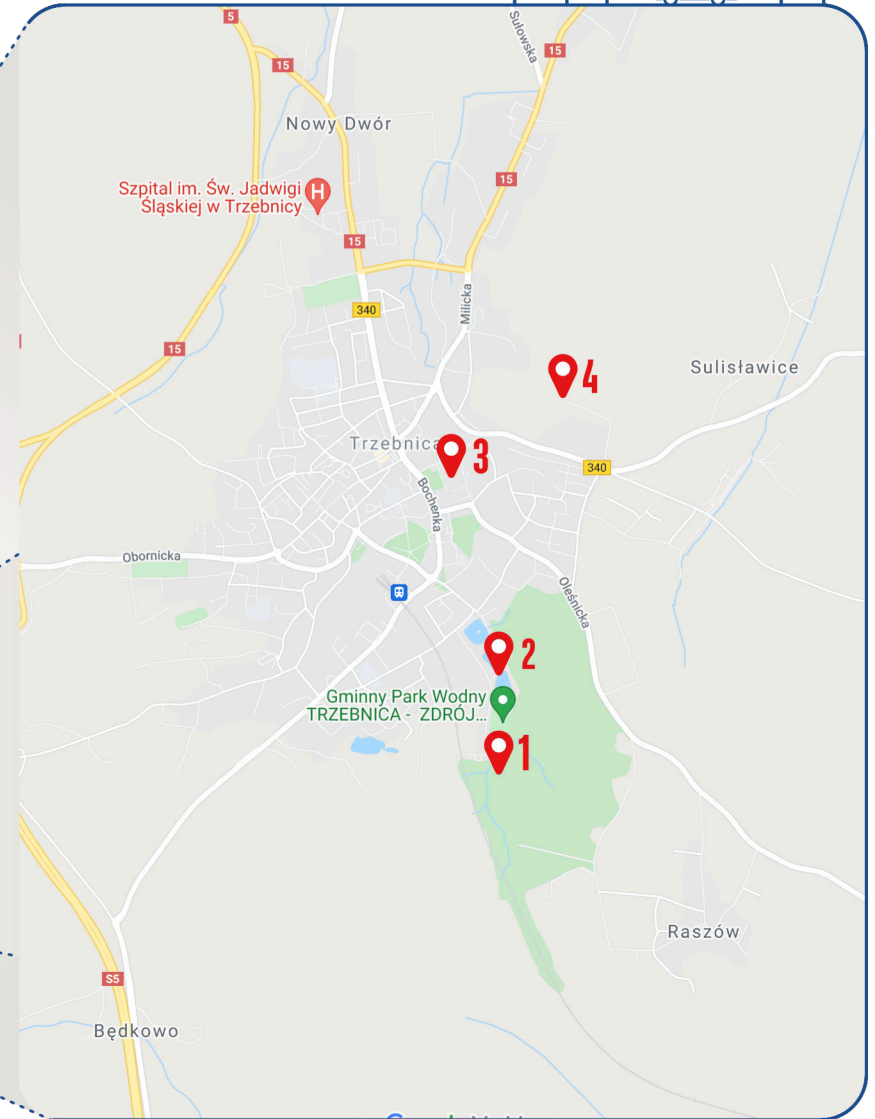 5
Sułowska
15
15
Nowy Dwór
15
Szpital im. Św. Jadwigi
Śląskiej w Trzebnicy
H
15
Milicka
340
15
Sulisławice
4
Trzebnica
3
340
Bochenka
Obornicka
Oleśnicka
2
Gminny Park Wodny
TRZEBNICA - ZDRÓJ...
1
Raszów
S5
Będkowo